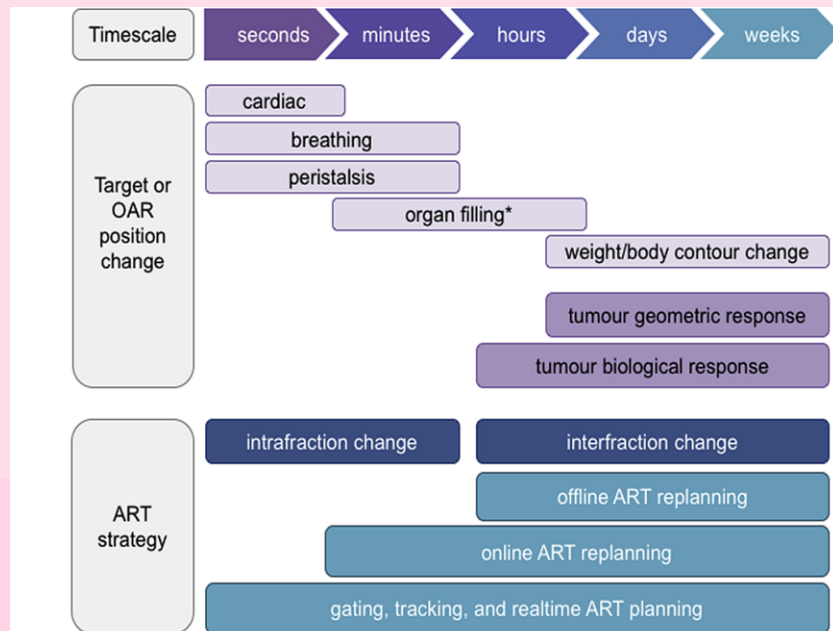 Timescale
seconds
minutes
hours
days
weeks
Target or
OAR
position
change
cardiac
breathing
peristalsis
organ filling*
weight/body contour change
tumour geometric response
tumour biological response
ART
strategy
intrafraction change
interfraction change
offline ART replanning
online ART replanning
gating, tracking, and realtime ART planning